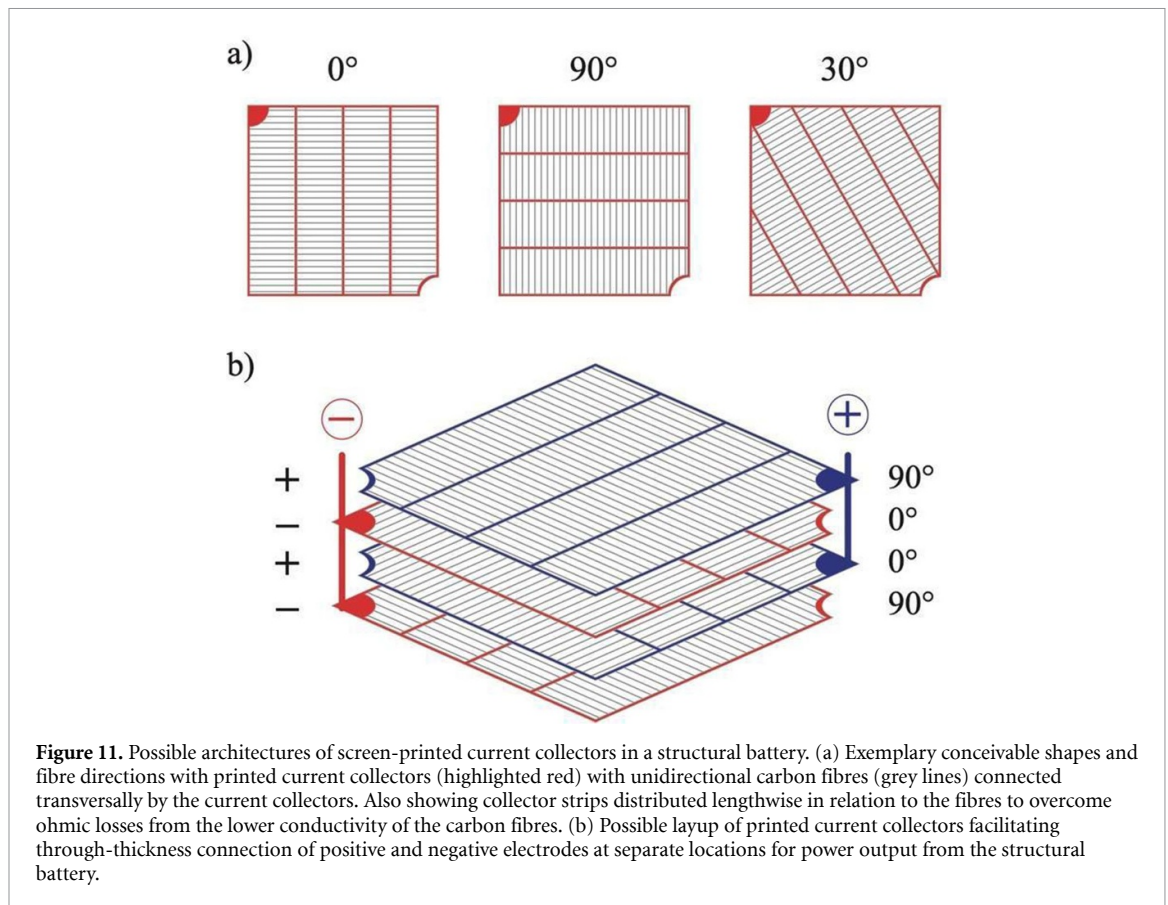 a)
0° 90° 30°
b)
− +
+ 90°
− 0°
+ 0°
− 90°
Figure 11. Possible architectures of screen-printed current collectors in a structural battery. (a) Exemplary conceivable shapes and
fibre directions with printed current collectors (highlighted red) with unidirectional carbon fibres (grey lines) connected
transversally by the current collectors. Also showing collector strips distributed lengthwise in relation to the fibres to overcome
ohmic losses from the lower conductivity of the carbon fibres. (b) Possible layup of printed current collectors facilitating
through-thickness connection of positive and negative electrodes at separate locations for power output from the structural
battery.